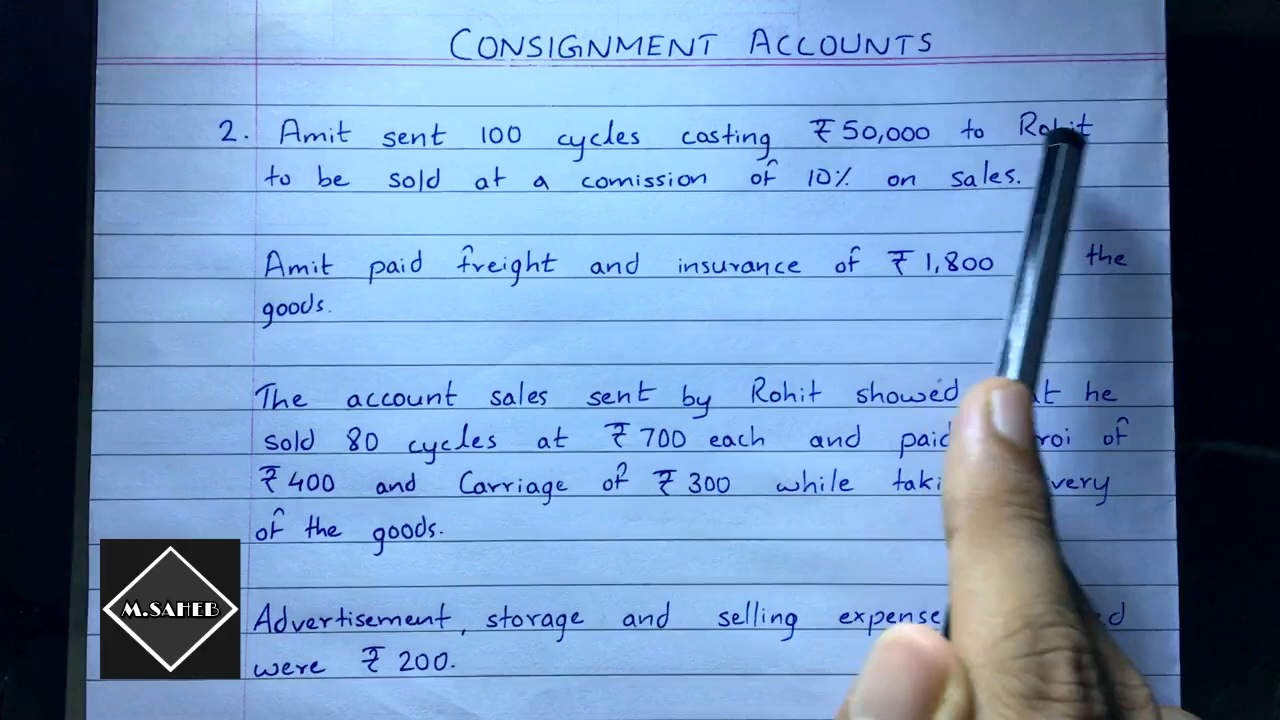 CONSIGNMENT ACCOUNTS
2. Amit sent 100 cycles costing ₹50,000 to Rohit
to be sold at a comission of 10% on sales.
Amit paid freight and insurance of ₹1,800 the
goods.
The account sales sent by Rohit showed he
sold 80 cycles at ₹700 each and paid of
₹400 and Carriage of ₹300 while
of the goods.
Advertisement, storage and selling
were ₹200.
M.SAHEB